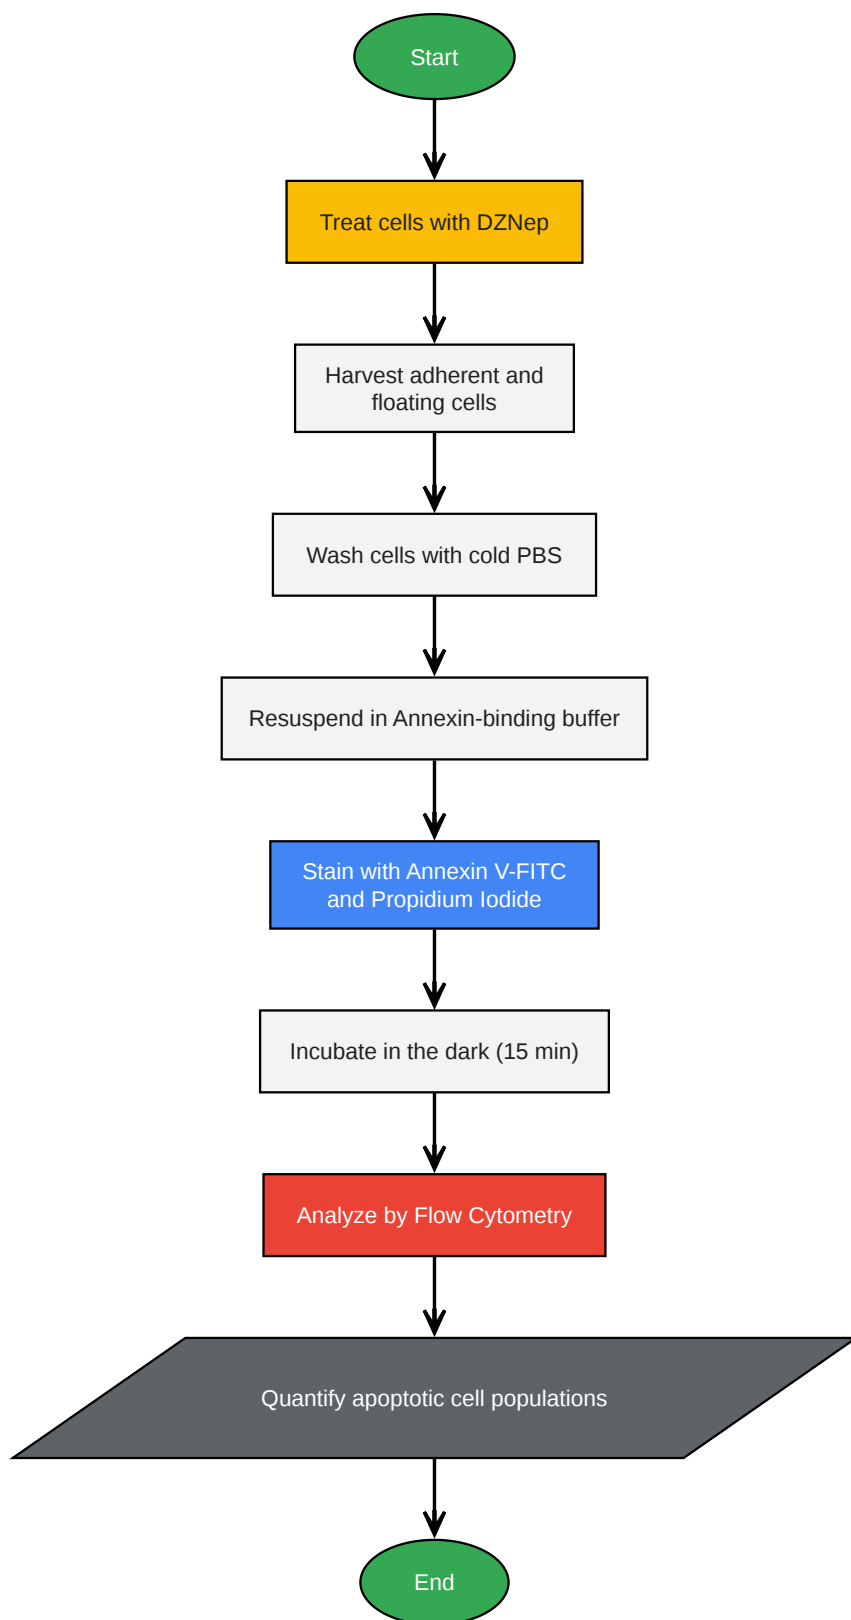 Start
Treat cells with DZNep
Harvest adherent and
floating cells
Wash cells with cold PBS
Resuspend in Annexin-binding buffer
Stain with Annexin V-FITC
and Propidium Iodide
Incubate in the dark (15 min)
Analyze by Flow Cytometry
Quantify apoptotic cell populations
End